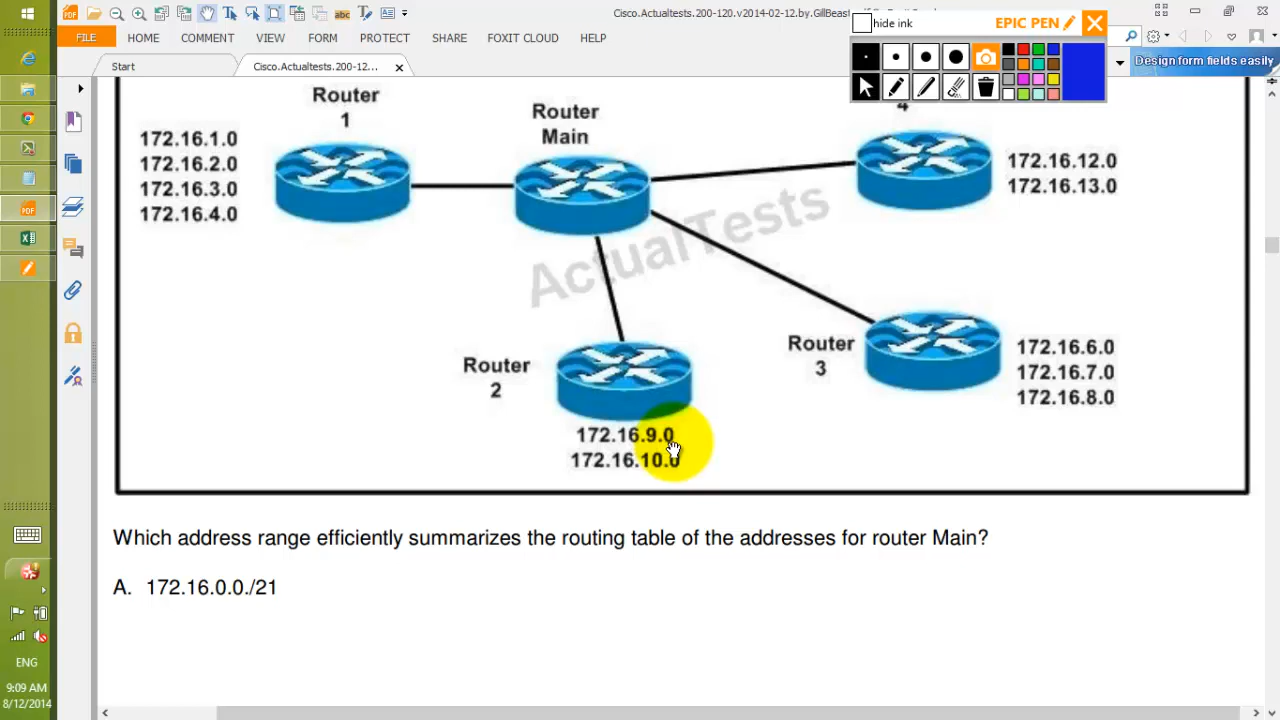 Cisco.Actualtests.200-120.v2013-02-12.by.GillBeas
hide ink
EPIC PEN
FILE
HOME
COMMENT
VIEW
FORM
PROTECT
SHARE
FOXIT CLOUD
HELP
Start
Cisco.Actualtests.200-12...
Design form fields easily
Router
1
172.16.1.0
172.16.2.0
172.16.3.0
172.16.4.0
Router
Main
4
172.16.12.0
172.16.13.0
ActualTests
Router
2
172.16.9.0
172.16.10.0
Router
3
172.16.6.0
172.16.7.0
172.16.8.0
Which address range efficiently summarizes the routing table of the addresses for router Main?
A. 172.16.0.0./21
ENG
9:09 AM
8/12/2014